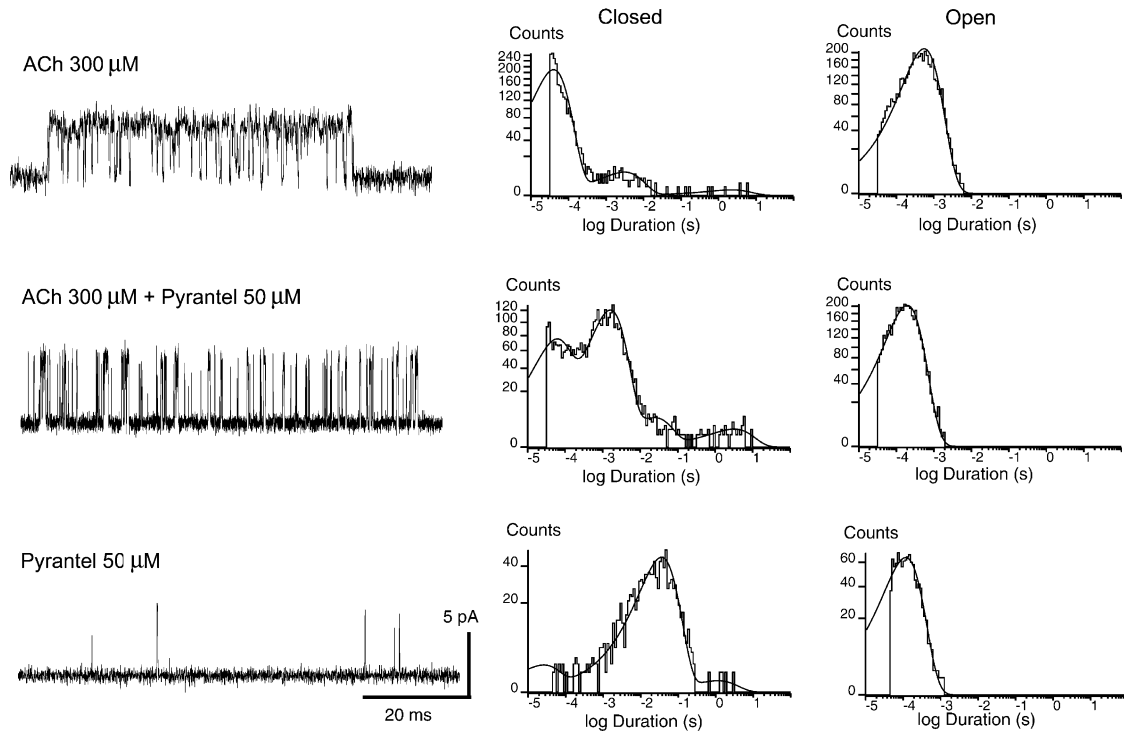 Closed
Open
ACh 300 µM
Counts
240
200
160
120
80
40
0
-5 -4 -3 -2 -1 0 1
log Duration (s)
Counts
200
160
120
80
40
0
-5 -4 -3 -2 -1 0 1
log Duration (s)
ACh 300 µM + Pyrantel 50 µM
Counts
120
100
80
60
40
20
0
-5 -4 -3 -2 -1 0 1
log Duration (s)
Counts
200
160
120
80
40
0
-5 -4 -3 -2 -1 0 1
log Duration (s)
Pyrantel 50 µM
5 pA
20 ms
Counts
40
20
0
-5 -4 -3 -2 -1 0 1
log Duration (s)
Counts
60
40
20
0
-5 -4 -3 -2 -1 0 1
log Duration (s)